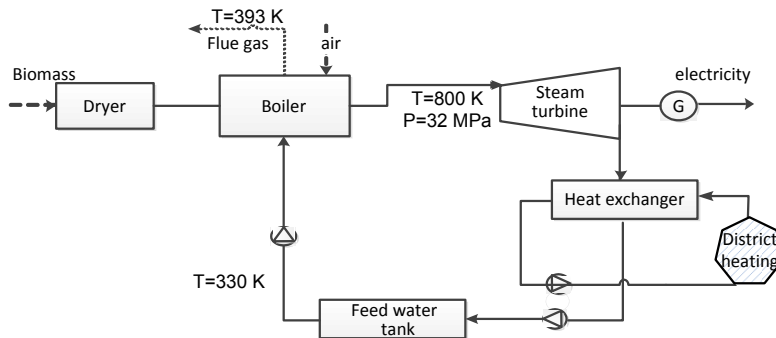 T=393 K
Flue gas
air
Biomass
Dryer
Boiler
T=800 K
P=32 MPa
Steam
turbine
G
electricity
Heat exchanger
District
heating
T=330 K
Feed water
tank